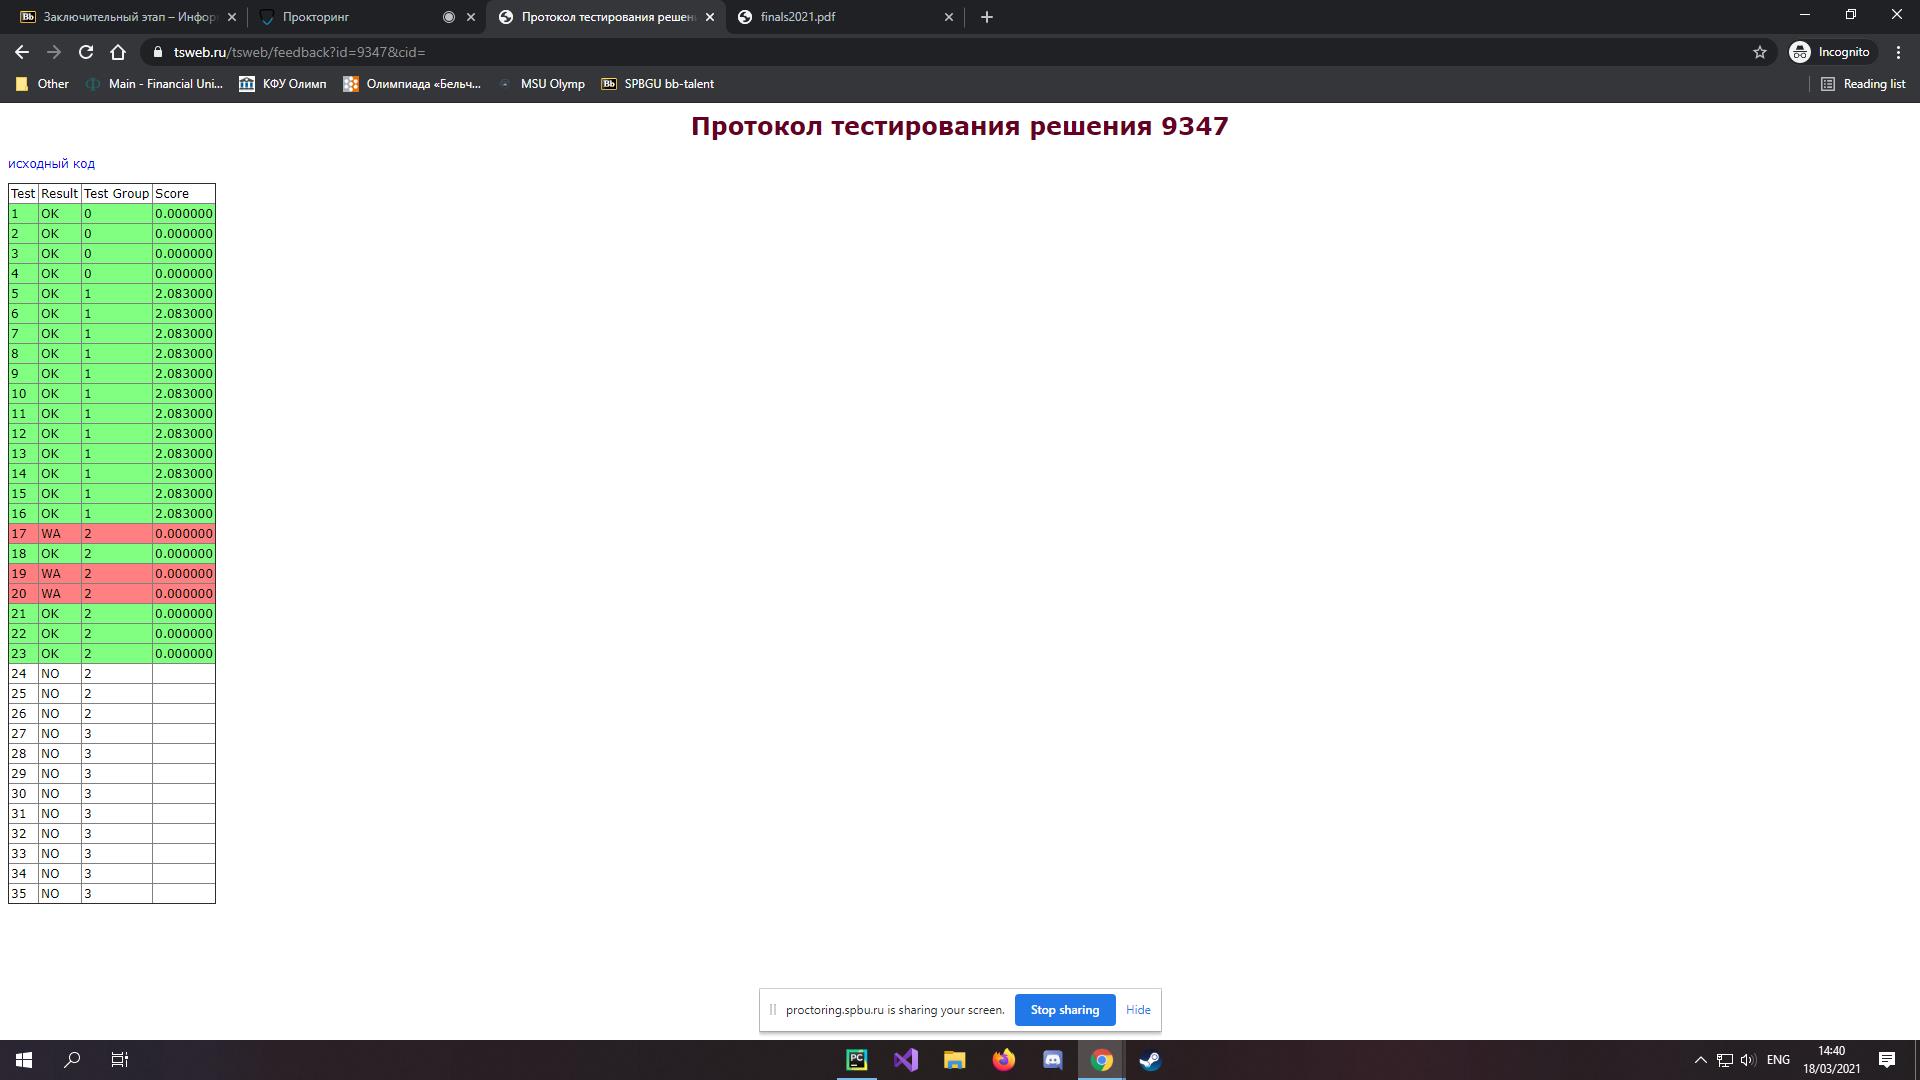 Заключительный этап – Инфор
Прокторинг
Протокол тестирования решен
finals2021.pdf
tsweb.ru/tsweb/feedback?id=9347&cid=
Incognito
Other
Main - Financial Uni...
КФУ Олимп
Олимпиада «Бельч...
MSU Olymp
Bb SPBGU bb-talent
Reading list
Протокол тестирования решения 9347
исходный код
Test Result Test Group Score
1 OK 0 0.000000
2 OK 0 0.000000
3 OK 0 0.000000
4 OK 0 0.000000
5 OK 1 2.083000
6 OK 1 2.083000
7 OK 1 2.083000
8 OK 1 2.083000
9 OK 1 2.083000
10 OK 1 2.083000
11 OK 1 2.083000
12 OK 1 2.083000
13 OK 1 2.083000
14 OK 1 2.083000
15 OK 1 2.083000
16 OK 1 2.083000
17 WA 2 0.000000
18 OK 2 0.000000
19 WA 2 0.000000
20 WA 2 0.000000
21 OK 2 0.000000
22 OK 2 0.000000
23 OK 2 0.000000
24 NO 2
25 NO 2
26 NO 2
27 NO 3
28 NO 3
29 NO 3
30 NO 3
31 NO 3
32 NO 3
33 NO 3
34 NO 3
35 NO 3
proctoring.spbu.ru is sharing your screen.
Stop sharing
Hide
PC
ENG
14:40
18/03/2021